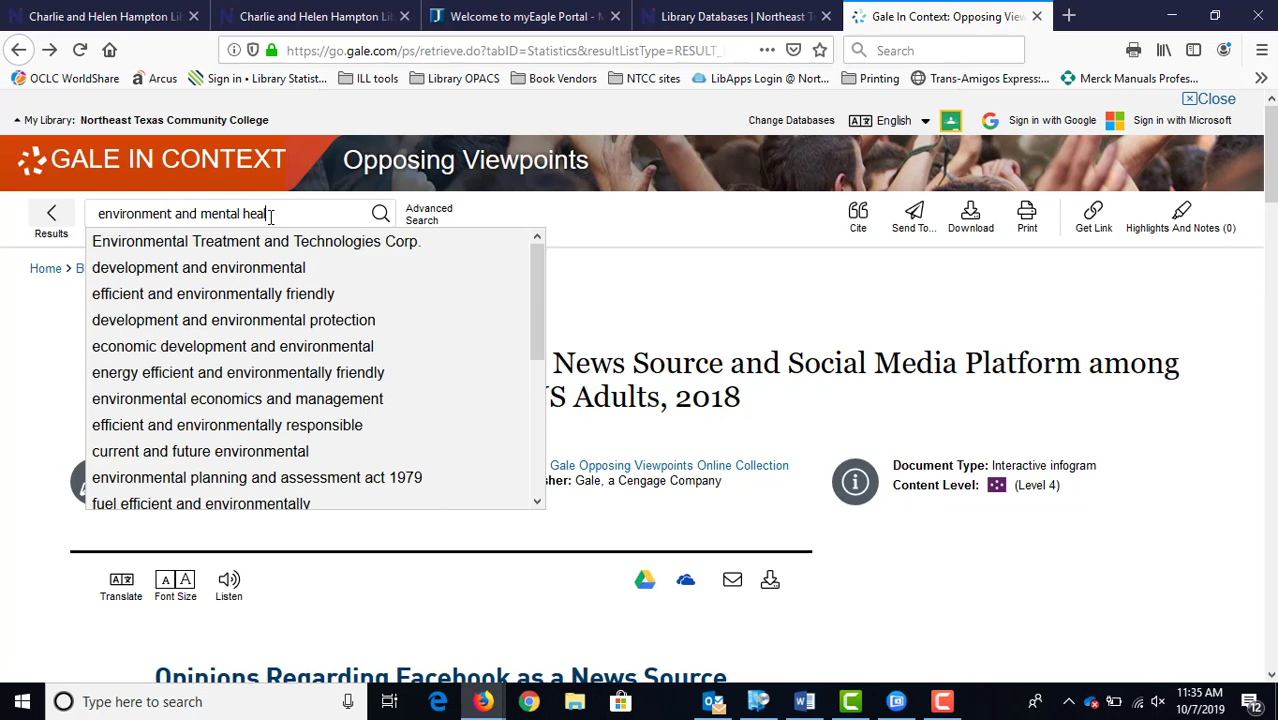 Charlie and Helen Hampton Li
Charlie and Helen Hampton Li
Welcome to myEagle Portal - M
Library Databases | Northeast T
Gale In Context: Opposing View
https://go.gale.com/ps/retrieve.do?tabID=Statistics&resultListType=RESULT_
Search
OCLC WorldShare
Arcus
Sign in • Library Statist...
ILL tools
Library OPACS
Book Vendors
NTCC sites
LibApps Login @ Nort...
Printing
Trans-Amigos Express:...
Merck Manuals Profes...
Close
My Library: Northeast Texas Community College
Change Databases
English
Sign in with Google
Sign in with Microsoft
GALE IN CONTEXT
Opposing Viewpoints
Results
environment and mental heal
Advanced Search
Cite
Send To...
Download
Print
Get Link
Highlights And Notes (0)
Environmental Treatment and Technologies Corp.
development and environmental
efficient and environmentally friendly
development and environmental protection
economic development and environmental
energy efficient and environmentally friendly
environmental economics and management
efficient and environmentally responsible
current and future environmental
environmental planning and assessment act 1979
fuel efficient and environmentally
Home > B
News Source and Social Media Platform among
S Adults, 2018
Gale Opposing Viewpoints Online Collection
sher: Gale, a Cengage Company
Document Type: Interactive infogram
Content Level: (Level 4)
Translate
Font Size
Listen
Opinions Regarding Facebook as a News Source
Type here to search
11:35 AM
10/7/2019
12